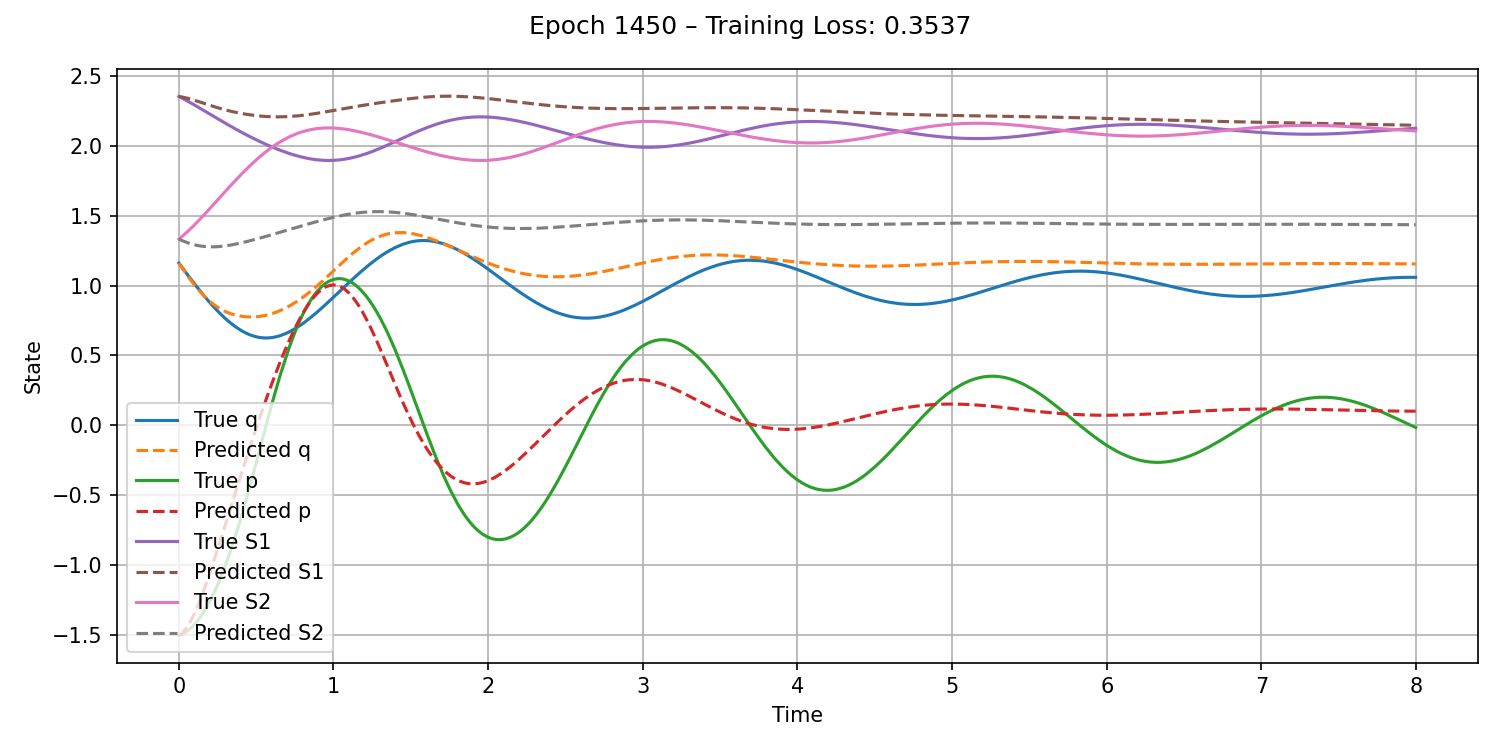 Epoch 1450 – Training Loss: 0.3537
2.5
2.0
1.5
1.0
0.5
0.0
−0.5
−1.0
−1.5
State
True q
Predicted q
True p
Predicted p
True S1
Predicted S1
True S2
Predicted S2
0 1 2 3 4 5 6 7 8
Time